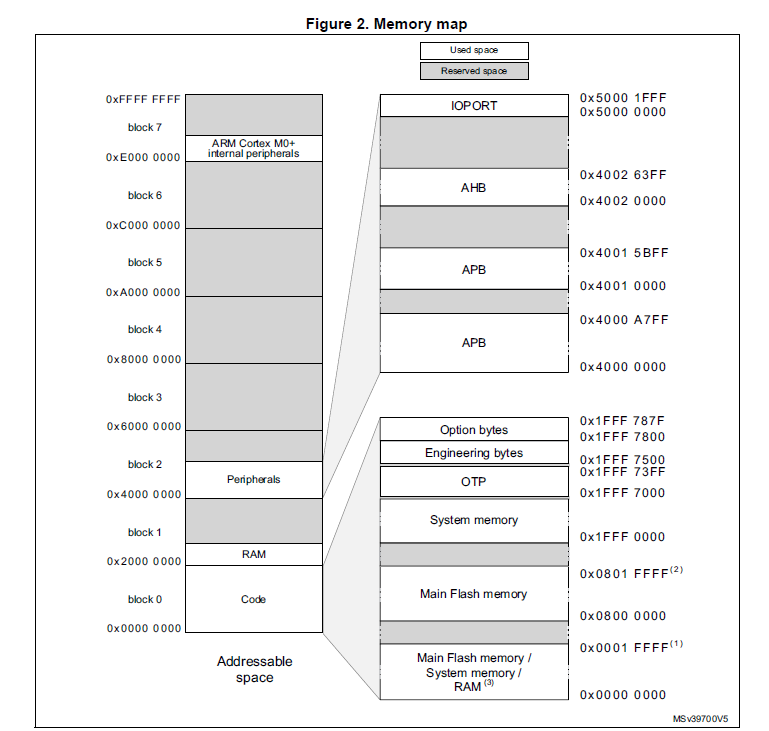 Figure 2. Memory map
Used space
Reserved space
0xFFFF FFFF
block 7
ARM Cortex M0+
internal peripherals
0xE000 0000
block 6
0xC000 0000
block 5
0xA000 0000
block 4
0x8000 0000
block 3
0x6000 0000
block 2
Peripherals
0x4000 0000
block 1
RAM
0x2000 0000
block 0
Code
0x0000 0000
Addressable
space
IOPORT
0x5000 1FFF
0x5000 0000
AHB
0x4002 63FF
0x4002 0000
APB
0x4001 5BFF
0x4001 0000
APB
0x4000 A7FF
0x4000 0000
Option bytes
0x1FFF 787F
0x1FFF 7800
Engineering bytes
0x1FFF 7500
0x1FFF 73FF
OTP
0x1FFF 7000
System memory
0x1FFF 0000
0x0801 FFFF(2)
Main Flash memory
0x0800 0000
0x0001 FFFF(1)
Main Flash memory /
System memory /
RAM (3)
0x0000 0000
MSv39700V5